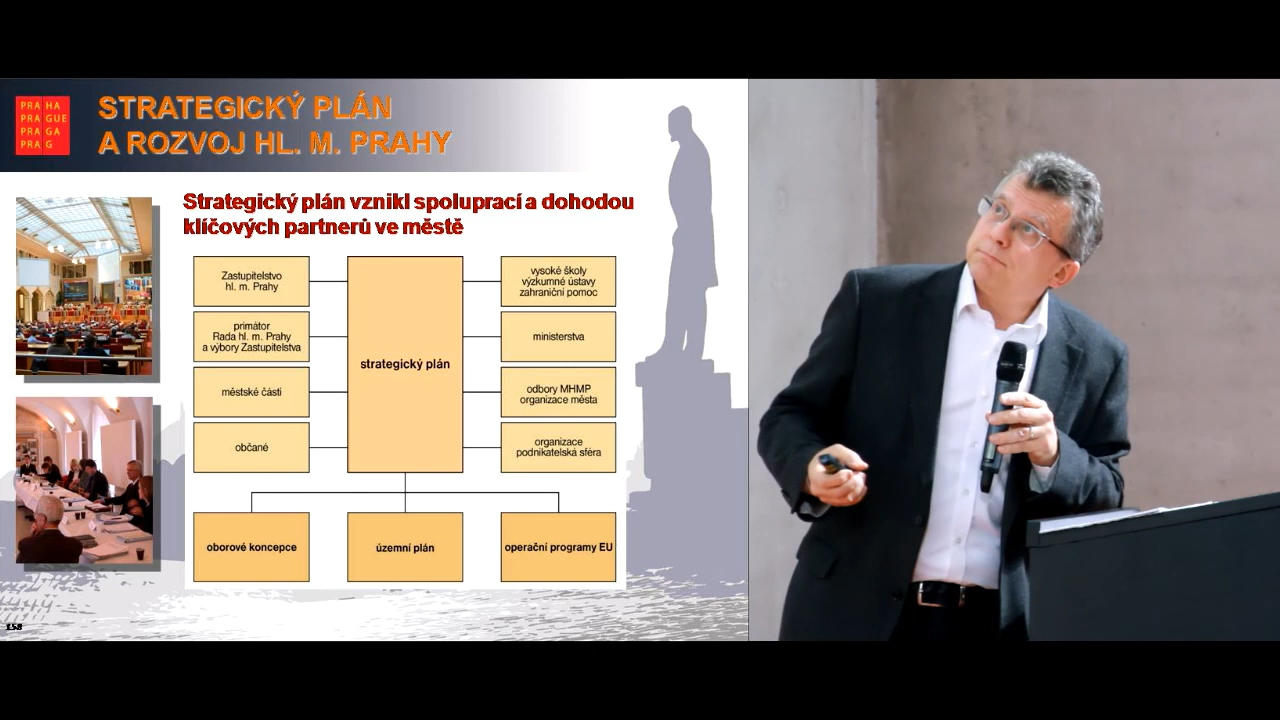 PRA HA
PRA GUE
PRA GA
PRA G
STRATEGICKÝ PLÁN
A ROZVOJ HL. M. PRAHY
Strategický plán vznikl spoluprací a dohodou
klíčových partnerů ve městě
Zastupitelstvo
hl. m. Prahy
primátor
Rada hl. m. Prahy
a výbory Zastupitelstva
městské části
občané
strategický plán
vysoké školy
výzkumné ústavy
zahraniční pomoc
ministerstva
odbory MHMP
organizace města
organizace
podnikatelská sféra
oborové koncepce
územní plán
operační programy EU